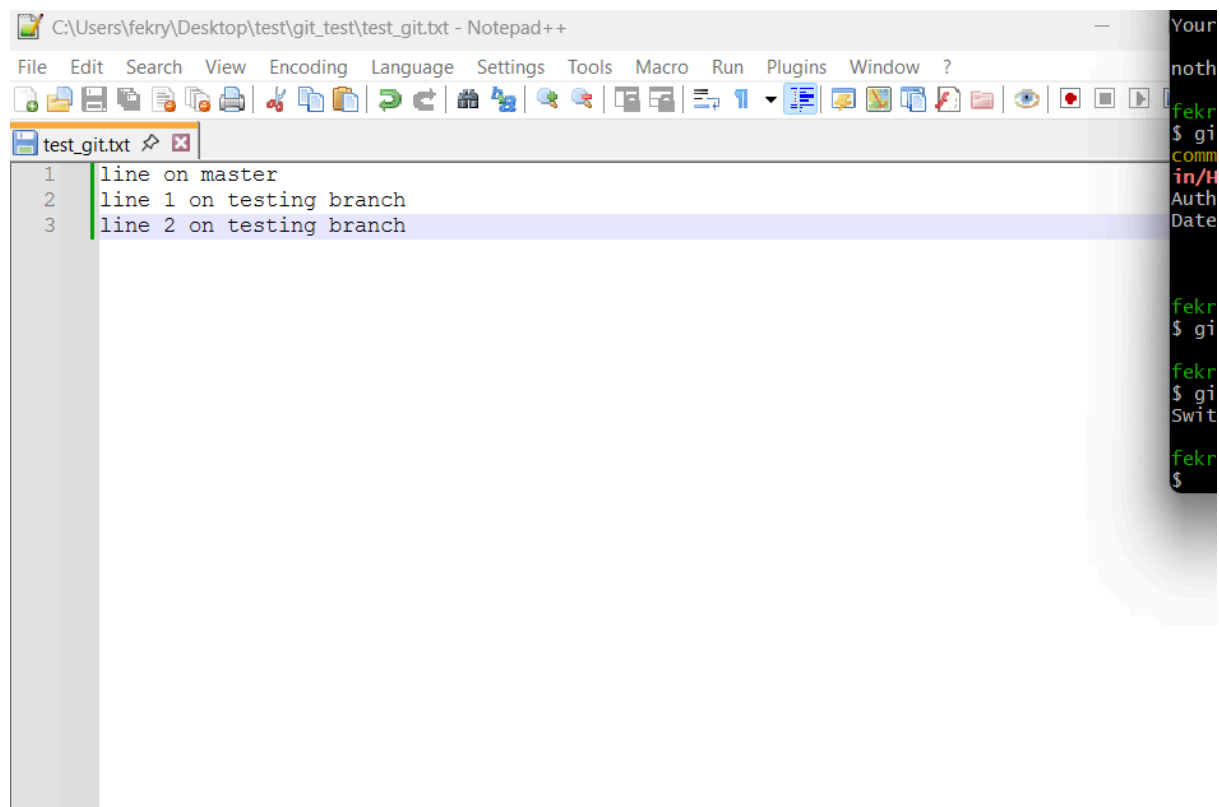 C:\Users\fekry\Desktop\test\git_test\test_git.txt - Notepad++
File Edit Search View Encoding Language Settings Tools Macro Run Plugins Window ?
test_git.txt
1 line on master
2 line 1 on testing branch
3 line 2 on testing branch
Your
noth
fekr
$ gi
comm
in/H
Auth
Date
fekr
$ gi
fekr
$ gi
Swit
fekr
$